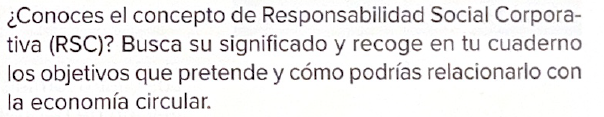 ¿Conoces el concepto de Responsabilidad Social Corpora-
tiva (RSC)? Busca su significado y recoge en tu cuaderno
los objetivos que pretende y cómo podrías relacionarlo con
la economía circular.